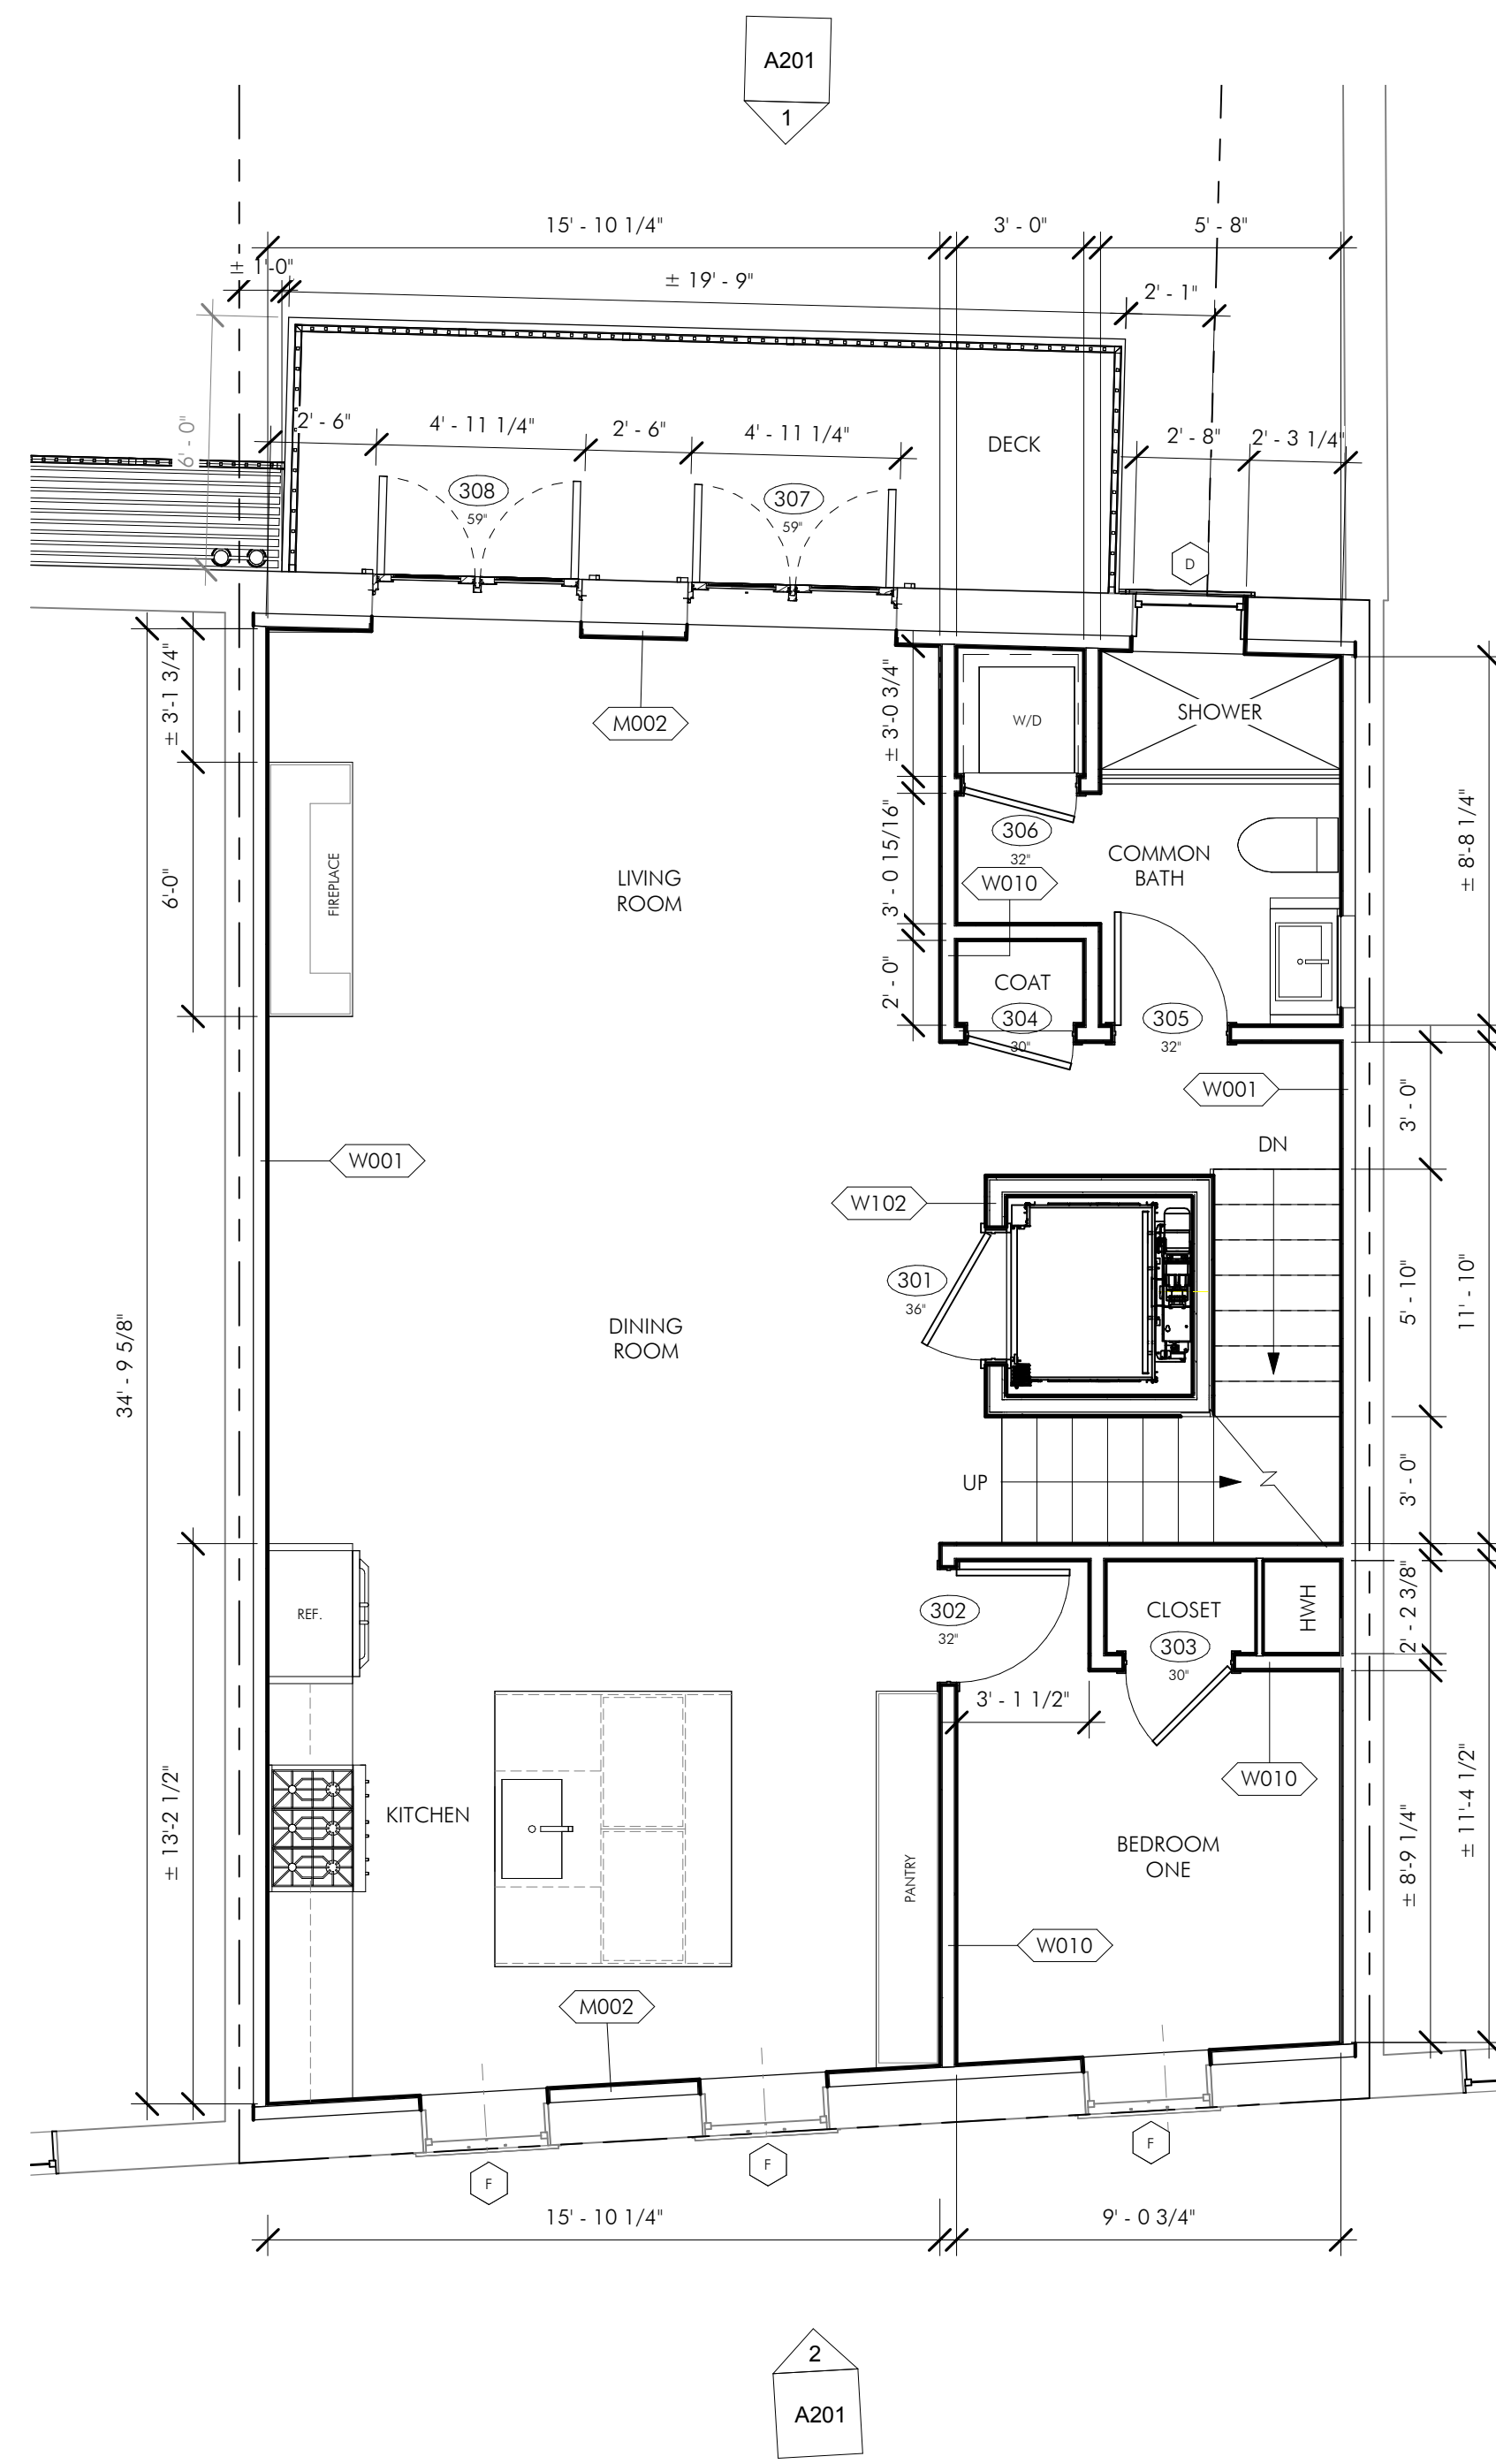 A201
1
15' - 10 1/4"
3' - 0"
5' - 8"
± 1'-0"
± 19' - 9"
2' - 1"
6' - 0"
2' - 6"
4' - 11 1/4"
2' - 6"
4' - 11 1/4"
DECK
2' - 8"
2' - 3 1/4"
308
59"
307
59"
D
± 3'-1 3/4"
M002
± 3'-0 3/4"
W/D
SHOWER
306
32"
6'-0"
FIREPLACE
LIVING
ROOM
3' - 0 15/16"
W010
COMMON
BATH
± 8'-8 1/4"
2' - 0"
COAT
304
30"
305
32"
W001
3' - 0"
DN
W001
W102
301
36"
34' - 9 5/8"
DINING
ROOM
5' - 10"
11' - 10"
UP
3' - 0"
REF.
302
32"
CLOSET
303
30"
HWH
2' - 2 3/8"
3' - 1 1/2"
W010
± 13'-2 1/2"
KITCHEN
PANTRY
BEDROOM
ONE
± 8'-9 1/4"
± 11'-4 1/2"
W010
M002
F
F
F
15' - 10 1/4"
9' - 0 3/4"
2
A201